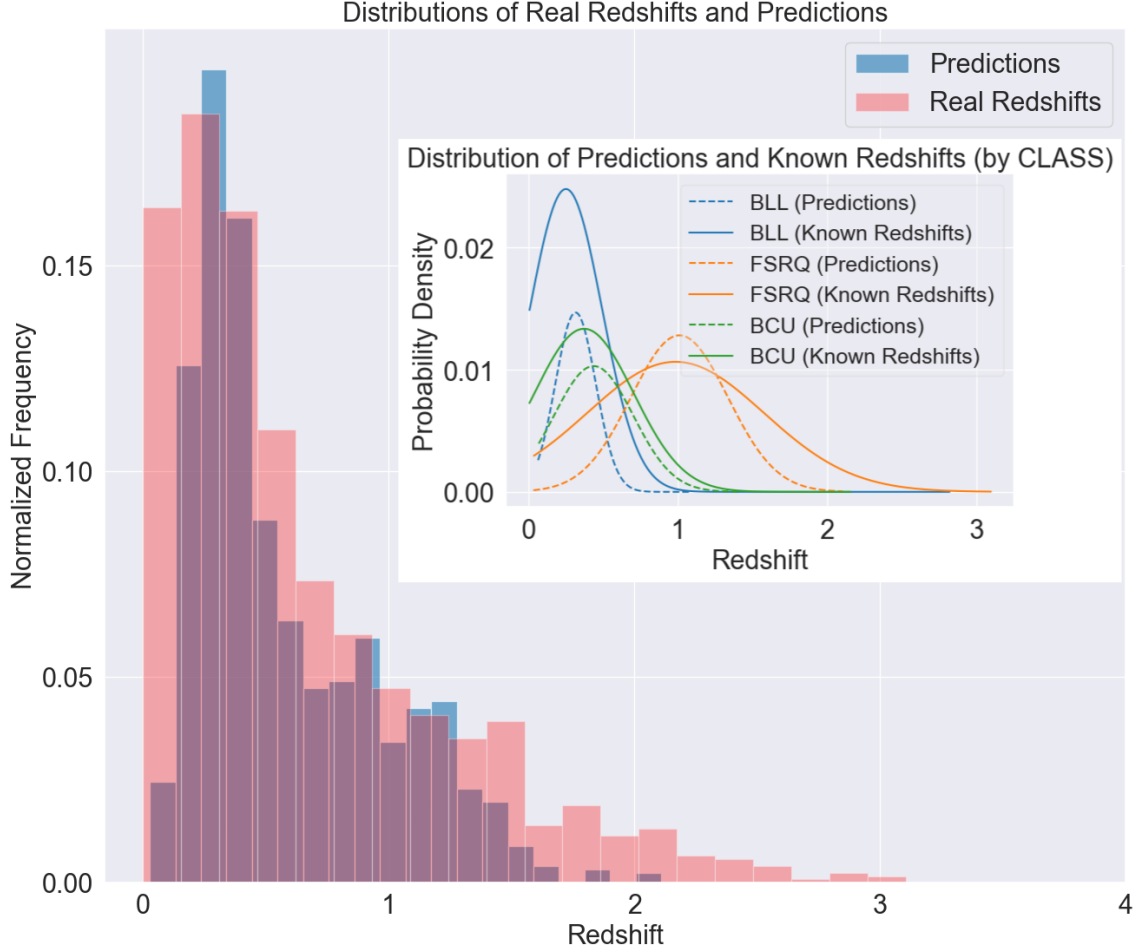 Distributions of Real Redshifts and Predictions
Predictions
Real Redshifts
Distribution of Predictions and Known Redshifts (by CLASS)
BLL (Predictions)
BLL (Known Redshifts)
FSRQ (Predictions)
FSRQ (Known Redshifts)
BCU (Predictions)
BCU (Known Redshifts)
Probability Density
0.02
0.01
0.00
0 1 2 3
Redshift
Normalized Frequency
0.15
0.10
0.05
0.00
0 1 2 3 4
Redshift